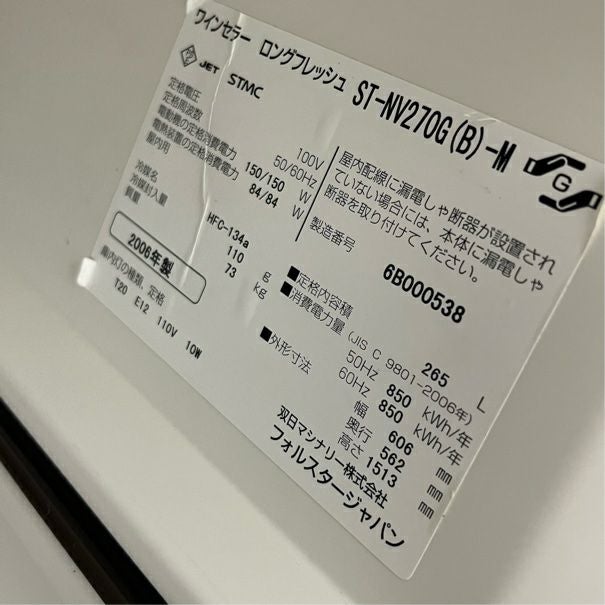 ワインセラー ロングフレッシュ ST-NV270G(B)-M
PSE JET STMC
G
定格電圧 100V
定格周波数 50/60Hz
電動機の定格消費電力 150/150 W
電熱装置の定格消費電力 84/84 W
屋内用
冷媒名 HFC-134a
冷媒封入量 110 g
質量 73 kg
2006年製
庫内灯の種類、定格
T20 E12 110V 10W
屋内配線に漏電しゃ断器が設置され
ていない場合には、本体に漏電しゃ
断器を取り付けてください。
製造番号 6B000538
■定格内容積 265 L
■消費電力量 (JIS C 9801-2006年)
50Hz 850 kWh/年
60Hz 850 kWh/年
■外形寸法 幅 606 mm
奥行 562 mm
高さ 1513 mm
双日マシナリー株式会社
フォルスタージャパン